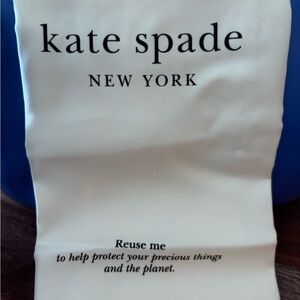 kate spade
NEW YORK
Reuse me
to help protect your precious things
and the planet.